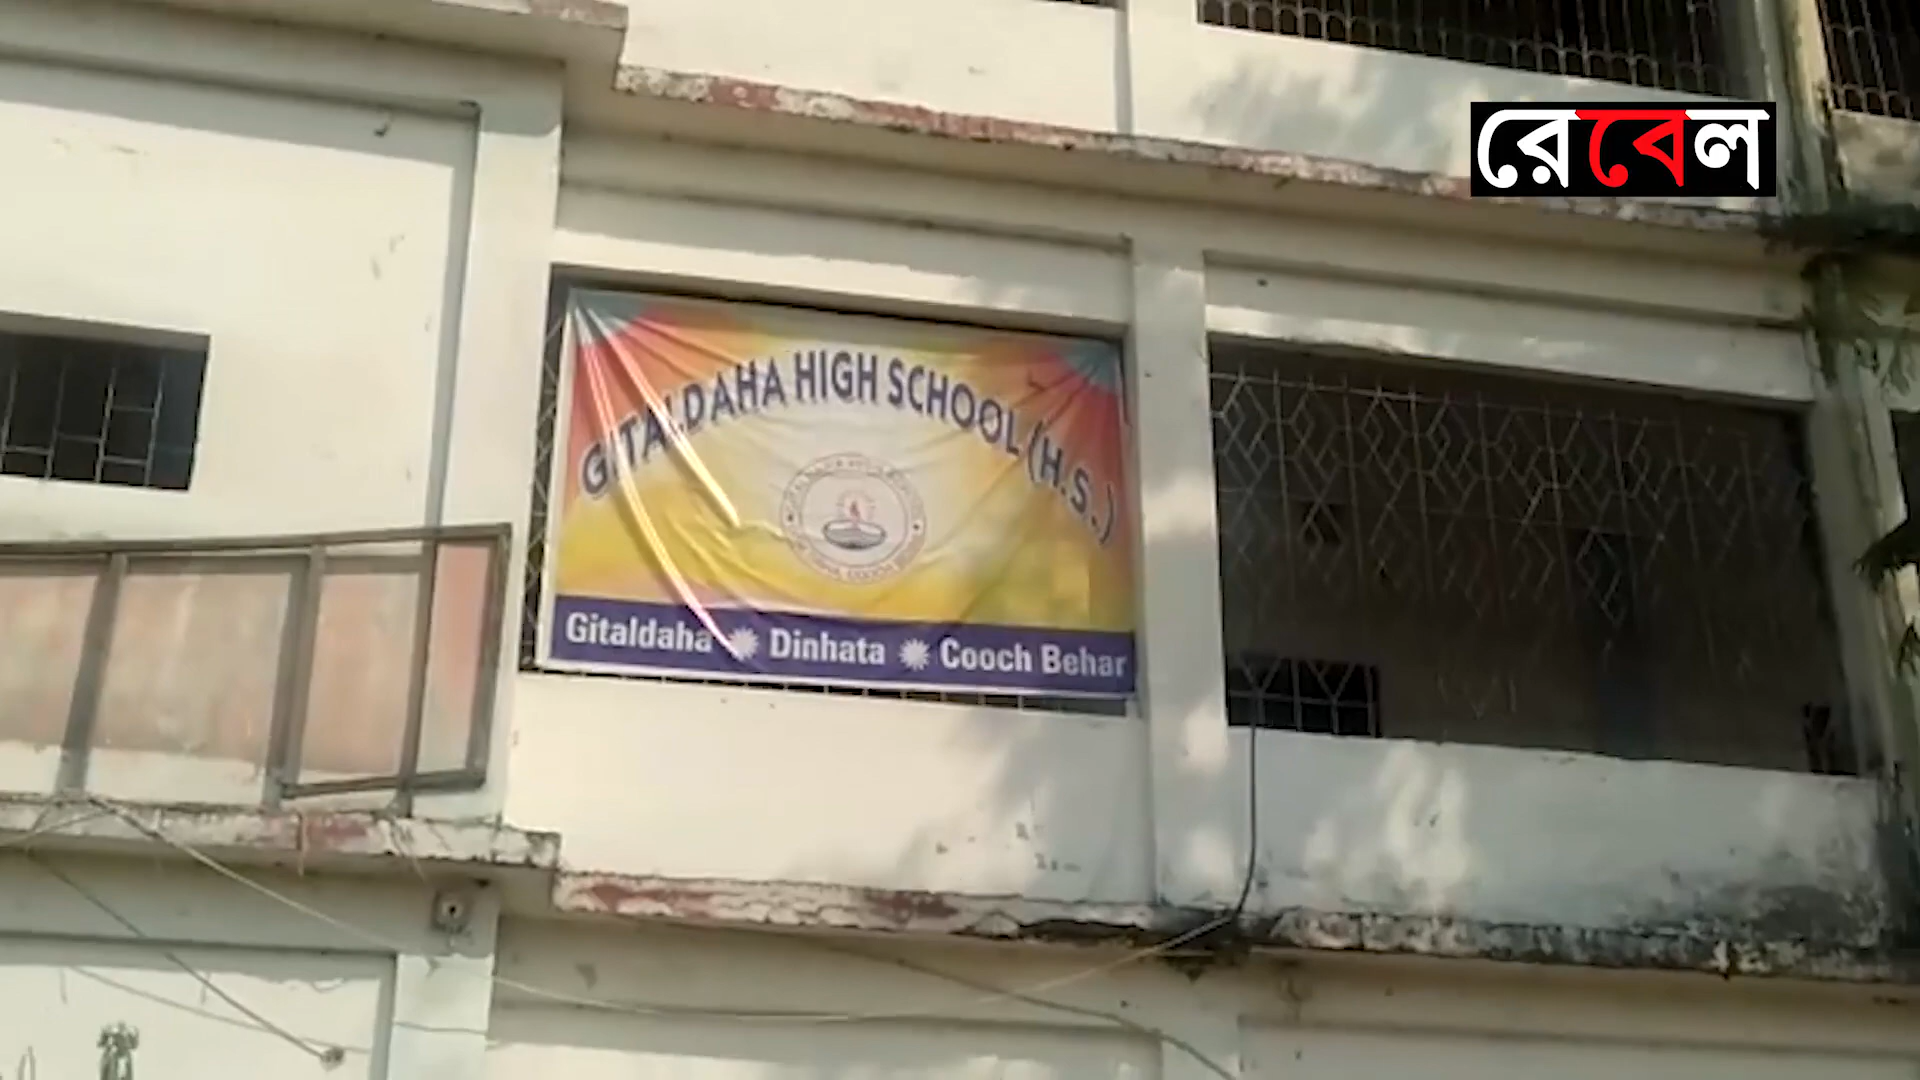 রেবেল
GITALDAHA HIGH SCHOOL (H.S.)
Gitaldaha ✹ Dinhata ✹ Cooch Behar